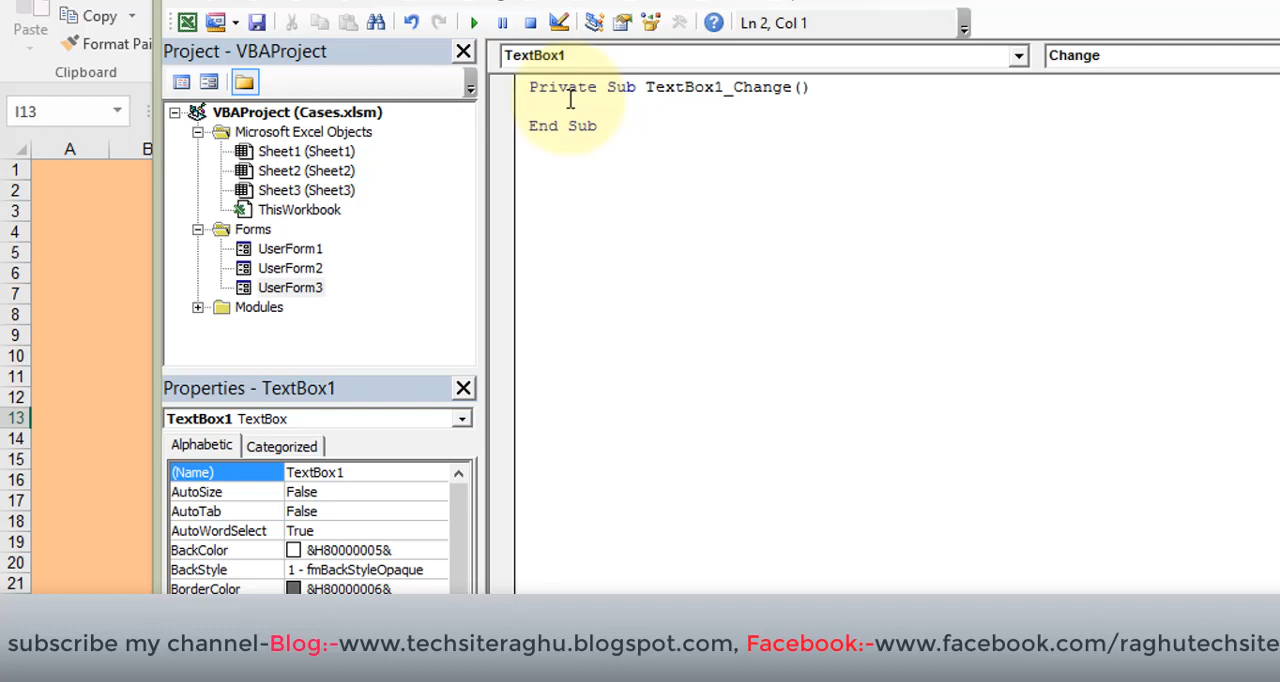 Paste
Copy
Format Pai
Clipboard
I13
A
B
1
2
3
4
5
6
7
8
9
10
11
12
13
14
15
16
17
18
19
20
21
Ln 2, Col 1
Project - VBAProject
VBAProject (Cases.xlsm)
Microsoft Excel Objects
Sheet1 (Sheet1)
Sheet2 (Sheet2)
Sheet3 (Sheet3)
ThisWorkbook
Forms
UserForm1
UserForm2
UserForm3
Modules
Properties - TextBox1
TextBox1 TextBox
Alphabetic Categorized
(Name) TextBox1
AutoSize False
AutoTab False
AutoWordSelect True
BackColor &H80000005&
BackStyle 1 - fmBackStyleOpaque
BorderColor &H80000006&
TextBox1 Change
Private Sub TextBox1_Change()
End Sub
subscribe my channel-Blog:-www.techsiteraghu.blogspot.com, Facebook:-www.facebook.com/raghutechsite